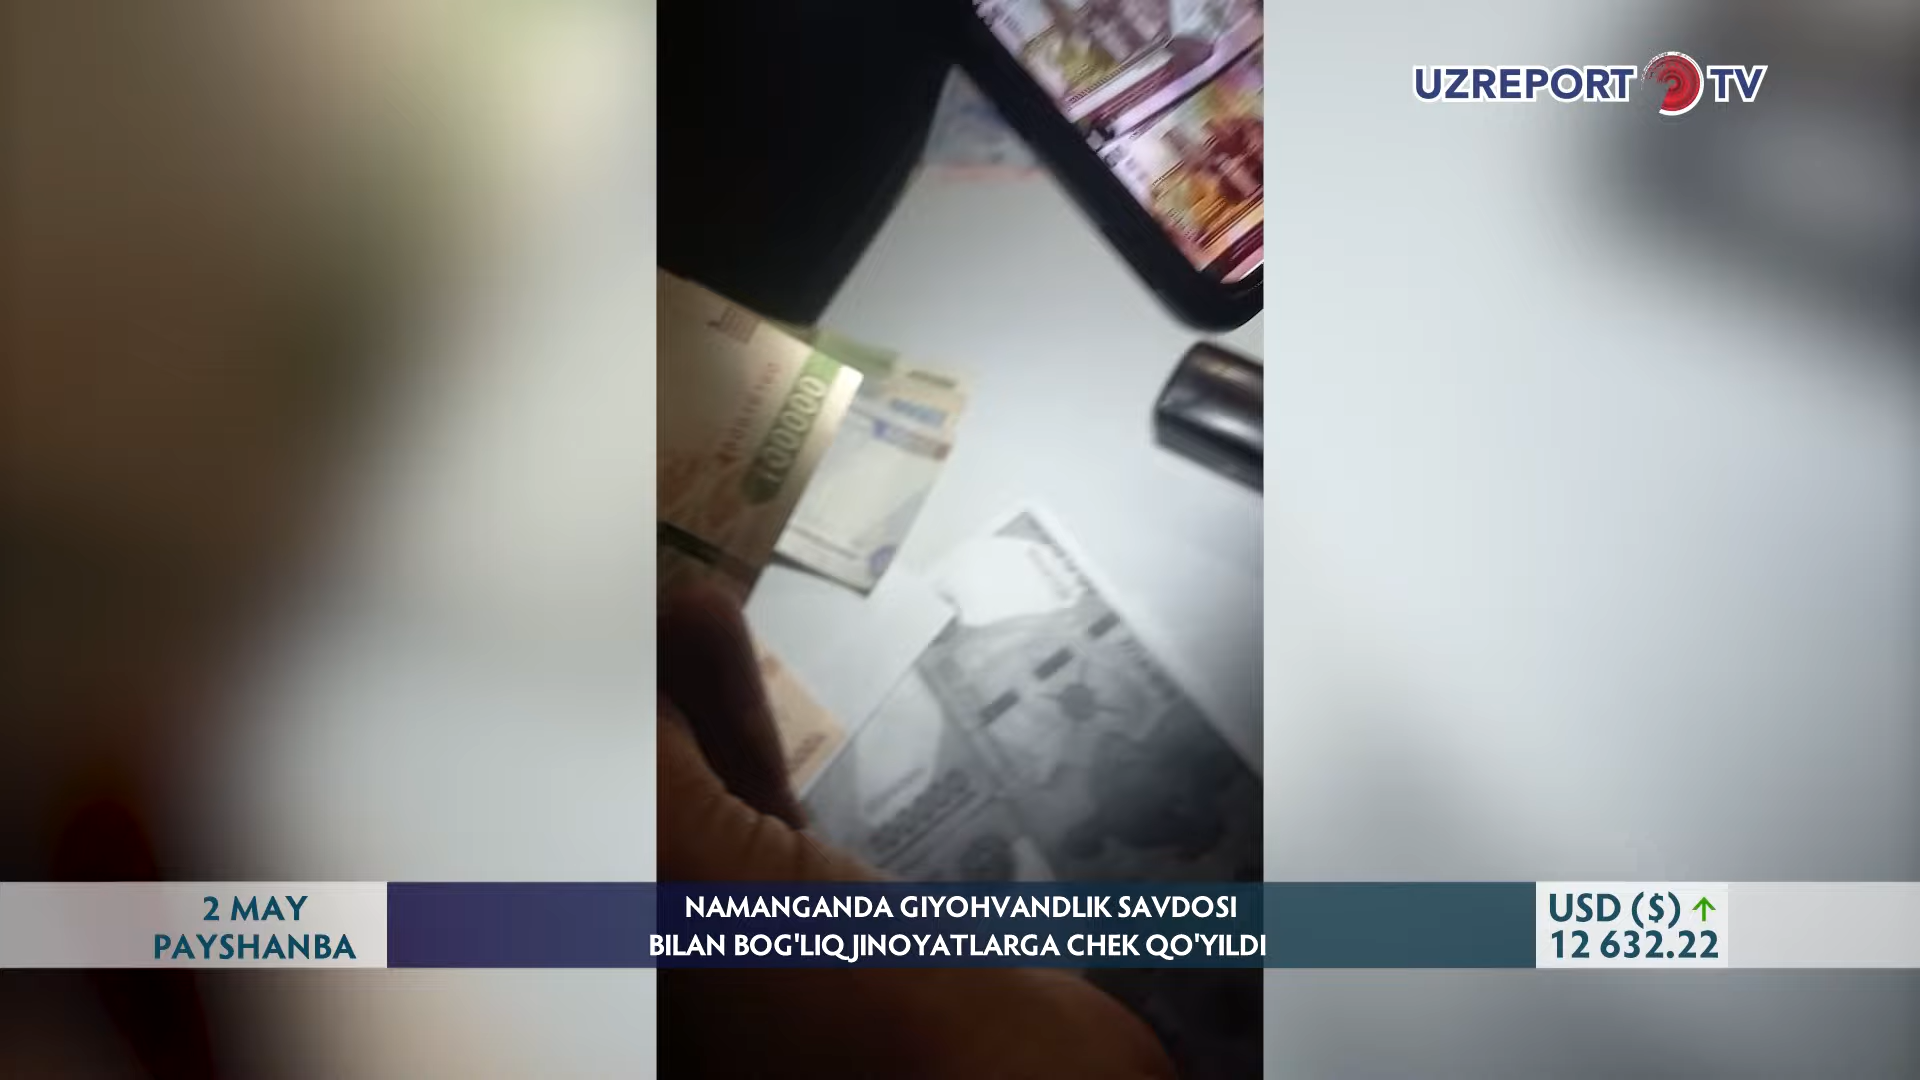 UZREPORT TV
100000
2 MAY
PAYSHANBA
NAMANGANDA GIYOHVANDLIK SAVDOSI
BILAN BOG'LIQ JINOYATLARGA CHEK QO'YILDI
USD ($)
12 632.22